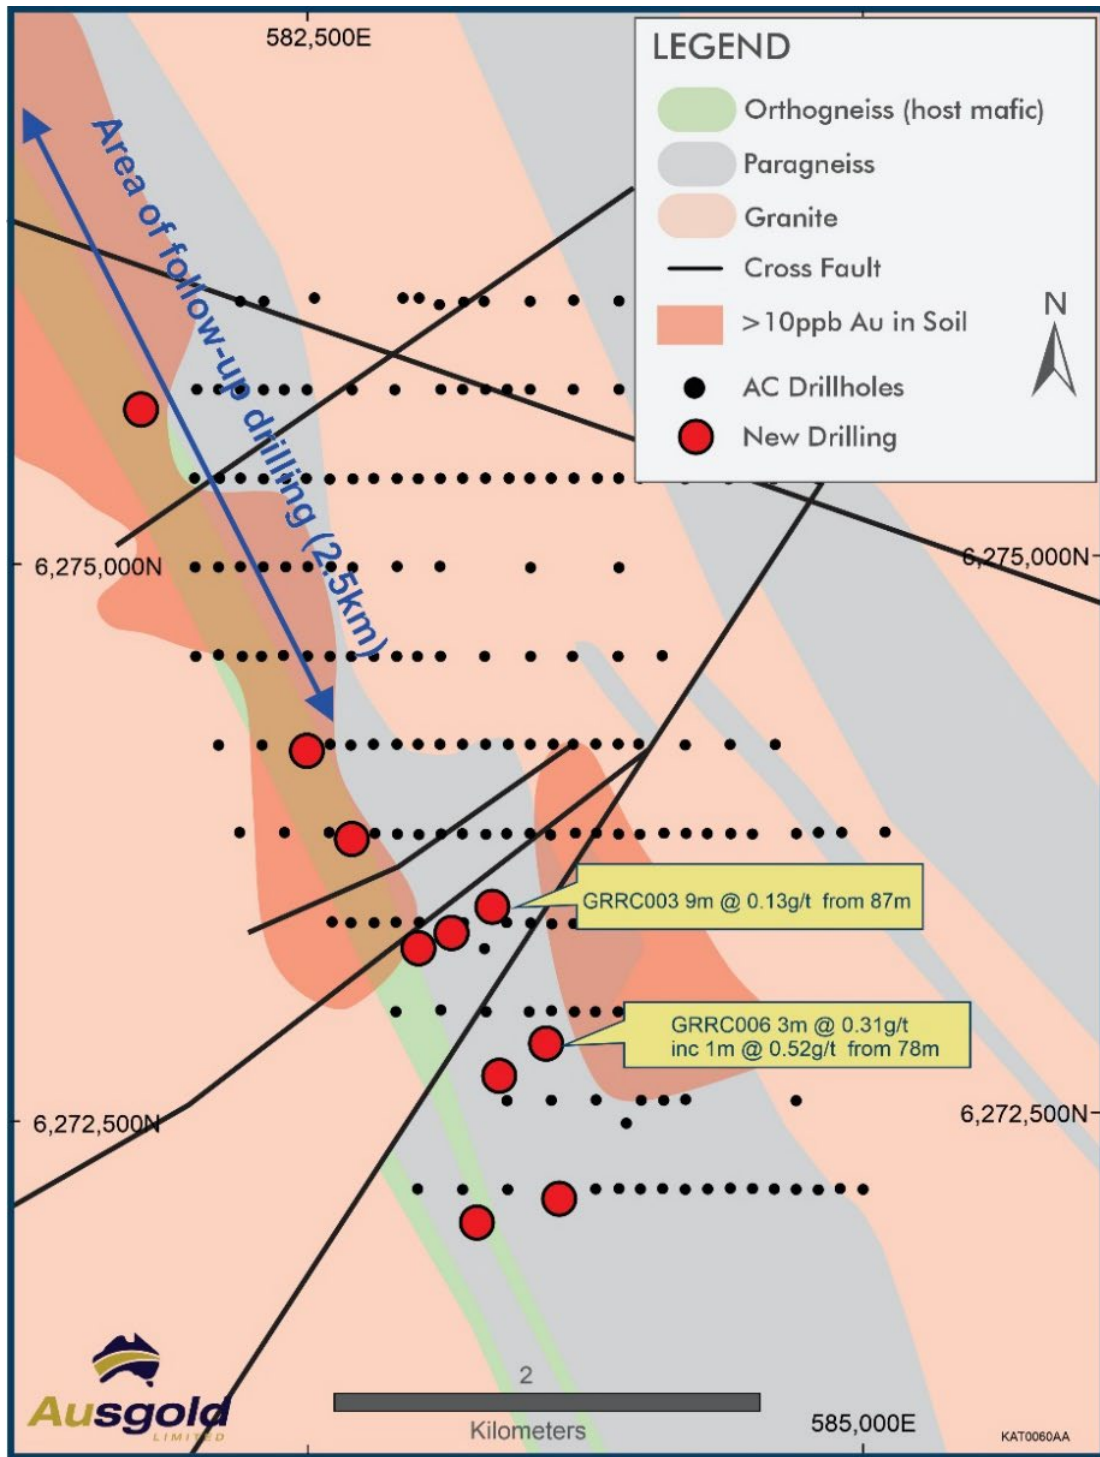 582,500E
LEGEND
Orthogneiss (host mafic)
Paragneiss
Granite
Cross Fault
>10ppb Au in Soil
N
AC Drillholes
New Drilling
Area of follow-up drilling (2.5km)
6,275,000N
6,275,000N
GRRC003 9m @ 0.13g/t from 87m
GRRC006 3m @ 0.31g/t
inc 1m @ 0.52g/t from 78m
6,272,500N
6,272,500N
2
Kilometers
Ausgold
LIMITED
585,000E
KAT0060AA